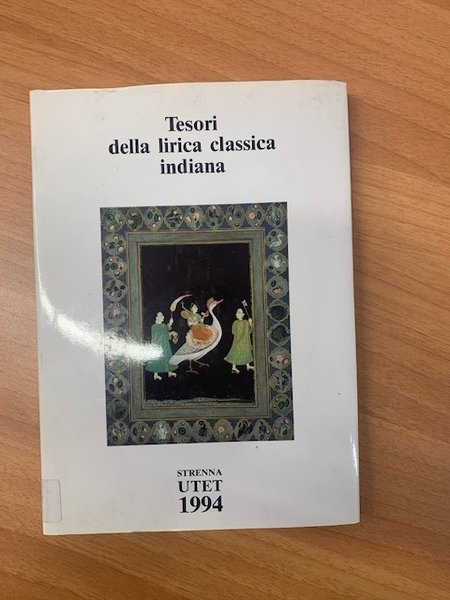 Tesori
della lirica classica
indiana
STRENNA
UTET
1994